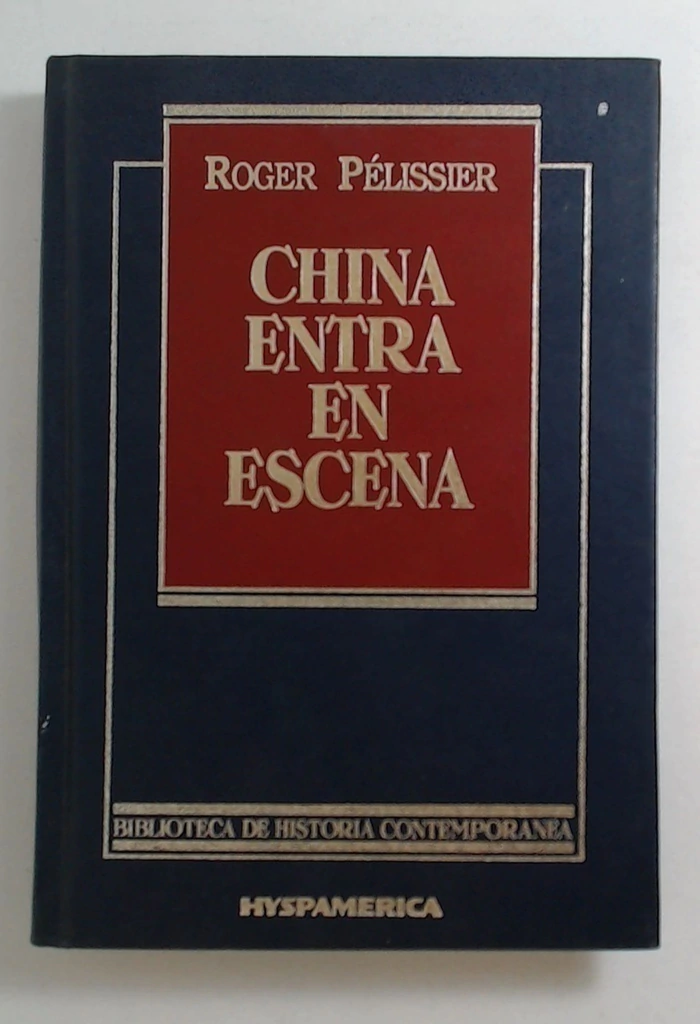 ROGER PÉLISSIER
CHINA
ENTRA
EN
ESCENA
BIBLIOTECA DE HISTORIA CONTEMPORANEA
HYSPAMERICA